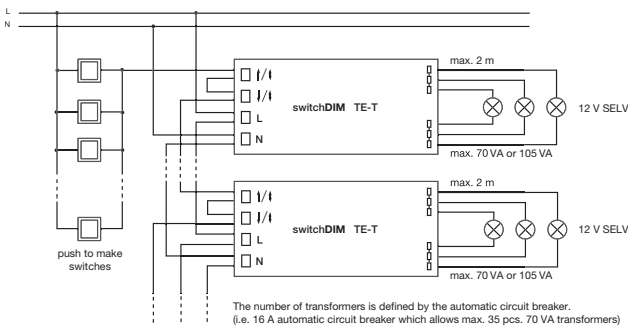 L
N
max. 2 m
switchDIM TE-T
L
N
12 V SELV
max. 70 VA or 105 VA
max. 2 m
switchDIM TE-T
L
N
12 V SELV
max. 70 VA or 105 VA
push to make
switches
The number of transformers is defined by the automatic circuit breaker.
(i.e. 16 A automatic circuit breaker which allows max. 35 pcs. 70 VA transformers)